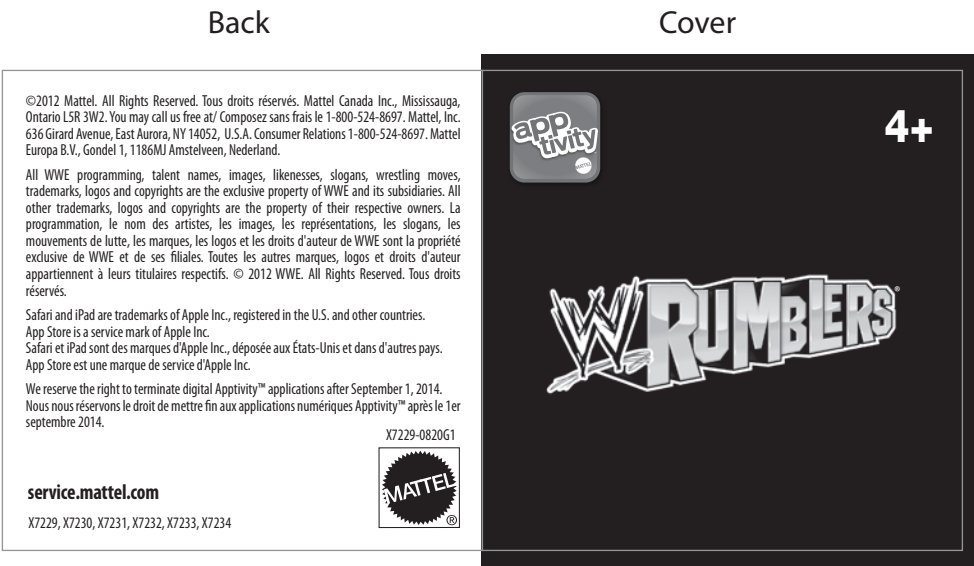 Back
Cover
©2012 Mattel. All Rights Reserved. Tous droits réservés. Mattel Canada Inc., Mississauga,
Ontario L5R 3W2. You may call us free at/ Composez sans frais le 1-800-524-8697. Mattel, Inc.
636 Girard Avenue, East Aurora, NY 14052, U.S.A. Consumer Relations 1-800-524-8697. Mattel
Europa B.V., Gondel 1, 1186MJ Amstelveen, Nederland.
All WWE programming, talent names, images, likenesses, slogans, wrestling moves,
trademarks, logos and copyrights are the exclusive property of WWE and its subsidiaries. All
other trademarks, logos and copyrights are the property of their respective owners. La
programmation, le nom des artistes, les images, les représentations, les slogans, les
mouvements de lutte, les marques, les logos et les droits d'auteur de WWE sont la propriété
exclusive de WWE et de ses filiales. Toutes les autres marques, logos et droits d'auteur
appartiennent à leurs titulaires respectifs. © 2012 WWE. All Rights Reserved. Tous droits
réservés.
Safari and iPad are trademarks of Apple Inc., registered in the U.S. and other countries.
App Store is a service mark of Apple Inc.
Safari et iPad sont des marques d'Apple Inc., déposée aux États-Unis et dans d'autres pays.
App Store est une marque de service d'Apple Inc.
We reserve the right to terminate digital Apptivity™ applications after September 1, 2014.
Nous nous réservons le droit de mettre fin aux applications numériques Apptivity™ après le 1er
septembre 2014.
X7229-0820G1
MATTEL
®
service.mattel.com
X7229, X7230, X7231, X7232, X7233, X7234
app
tivity
MATTEL
4+
W RUMBLERS®